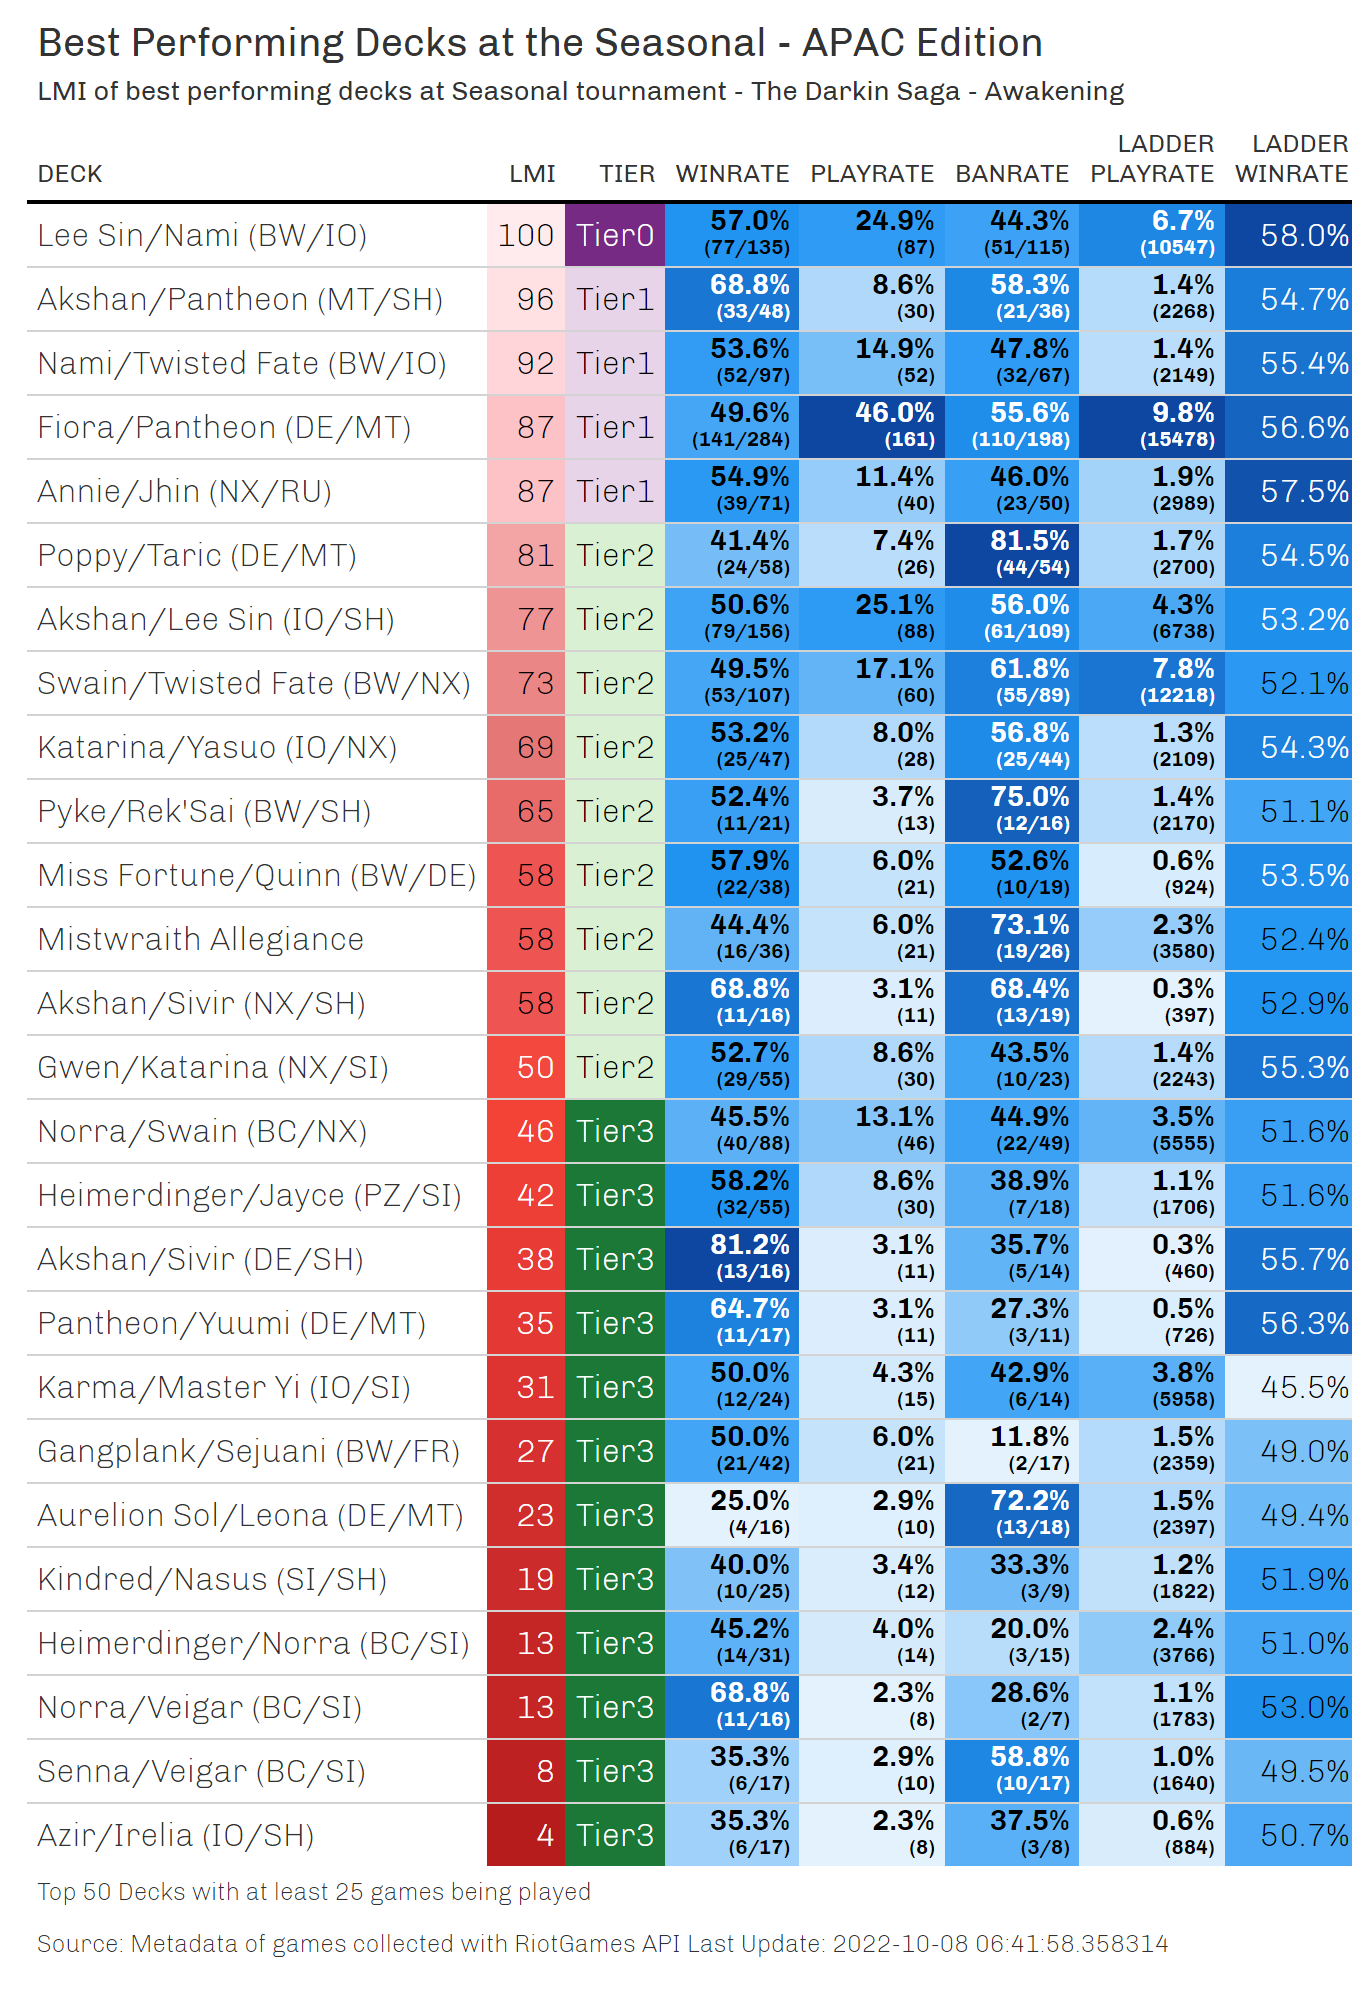 Best Performing Decks at the Seasonal - APAC Edition
LMI of best performing decks at Seasonal tournament - The Darkin Saga - Awakening
DECK LMI TIER WINRATE PLAYRATE BANRATE LADDER PLAYRATE LADDER WINRATE
Lee Sin/Nami (BW/IO) 100 Tier0 57.0% (77/135) 24.9% (87) 44.3% (51/115) 6.7% (10547) 58.0%
Akshan/Pantheon (MT/SH) 96 Tier1 68.8% (33/48) 8.6% (30) 58.3% (21/36) 1.4% (2268) 54.7%
Nami/Twisted Fate (BW/IO) 92 Tier1 53.6% (52/97) 14.9% (52) 47.8% (32/67) 1.4% (2149) 55.4%
Fiora/Pantheon (DE/MT) 87 Tier1 49.6% (141/284) 46.0% (161) 55.6% (110/198) 9.8% (15478) 56.6%
Annie/Jhin (NX/RU) 87 Tier1 54.9% (39/71) 11.4% (40) 46.0% (23/50) 1.9% (2989) 57.5%
Poppy/Taric (DE/MT) 81 Tier2 41.4% (24/58) 7.4% (26) 81.5% (44/54) 1.7% (2700) 54.5%
Akshan/Lee Sin (IO/SH) 77 Tier2 50.6% (79/156) 25.1% (88) 56.0% (61/109) 4.3% (6738) 53.2%
Swain/Twisted Fate (BW/NX) 73 Tier2 49.5% (53/107) 17.1% (60) 61.8% (55/89) 7.8% (12218) 52.1%
Katarina/Yasuo (IO/NX) 69 Tier2 53.2% (25/47) 8.0% (28) 56.8% (25/44) 1.3% (2109) 54.3%
Pyke/Rek'Sai (BW/SH) 65 Tier2 52.4% (11/21) 3.7% (13) 75.0% (12/16) 1.4% (2170) 51.1%
Miss Fortune/Quinn (BW/DE) 58 Tier2 57.9% (22/38) 6.0% (21) 52.6% (10/19) 0.6% (924) 53.5%
Mistwraith Allegiance 58 Tier2 44.4% (16/36) 6.0% (21) 73.1% (19/26) 2.3% (3580) 52.4%
Akshan/Sivir (NX/SH) 58 Tier2 68.8% (11/16) 3.1% (11) 68.4% (13/19) 0.3% (397) 52.9%
Gwen/Katarina (NX/SI) 50 Tier2 52.7% (29/55) 8.6% (30) 43.5% (10/23) 1.4% (2243) 55.3%
Norra/Swain (BC/NX) 46 Tier3 45.5% (40/88) 13.1% (46) 44.9% (22/49) 3.5% (5555) 51.6%
Heimerdinger/Jayce (PZ/SI) 42 Tier3 58.2% (32/55) 8.6% (30) 38.9% (7/18) 1.1% (1706) 51.6%
Akshan/Sivir (DE/SH) 38 Tier3 81.2% (13/16) 3.1% (11) 35.7% (5/14) 0.3% (460) 55.7%
Pantheon/Yuumi (DE/MT) 35 Tier3 64.7% (11/17) 3.1% (11) 27.3% (3/11) 0.5% (726) 56.3%
Karma/Master Yi (IO/SI) 31 Tier3 50.0% (12/24) 4.3% (15) 42.9% (6/14) 3.8% (5958) 45.5%
Gangplank/Sejuani (BW/FR) 27 Tier3 50.0% (21/42) 6.0% (21) 11.8% (2/17) 1.5% (2359) 49.0%
Aurelion Sol/Leona (DE/MT) 23 Tier3 25.0% (4/16) 2.9% (10) 72.2% (13/18) 1.5% (2397) 49.4%
Kindred/Nasus (SI/SH) 19 Tier3 40.0% (10/25) 3.4% (12) 33.3% (3/9) 1.2% (1822) 51.9%
Heimerdinger/Norra (BC/SI) 13 Tier3 45.2% (14/31) 4.0% (14) 20.0% (3/15) 2.4% (3766) 51.0%
Norra/Veigar (BC/SI) 13 Tier3 68.8% (11/16) 2.3% (8) 28.6% (2/7) 1.1% (1783) 53.0%
Senna/Veigar (BC/SI) 8 Tier3 35.3% (6/17) 2.9% (10) 58.8% (10/17) 1.0% (1640) 49.5%
Azir/Irelia (IO/SH) 4 Tier3 35.3% (6/17) 2.3% (8) 37.5% (3/8) 0.6% (884) 50.7%
Top 50 Decks with at least 25 games being played
Source: Metadata of games collected with RiotGames API Last Update: 2022-10-08 06:41:58.358314